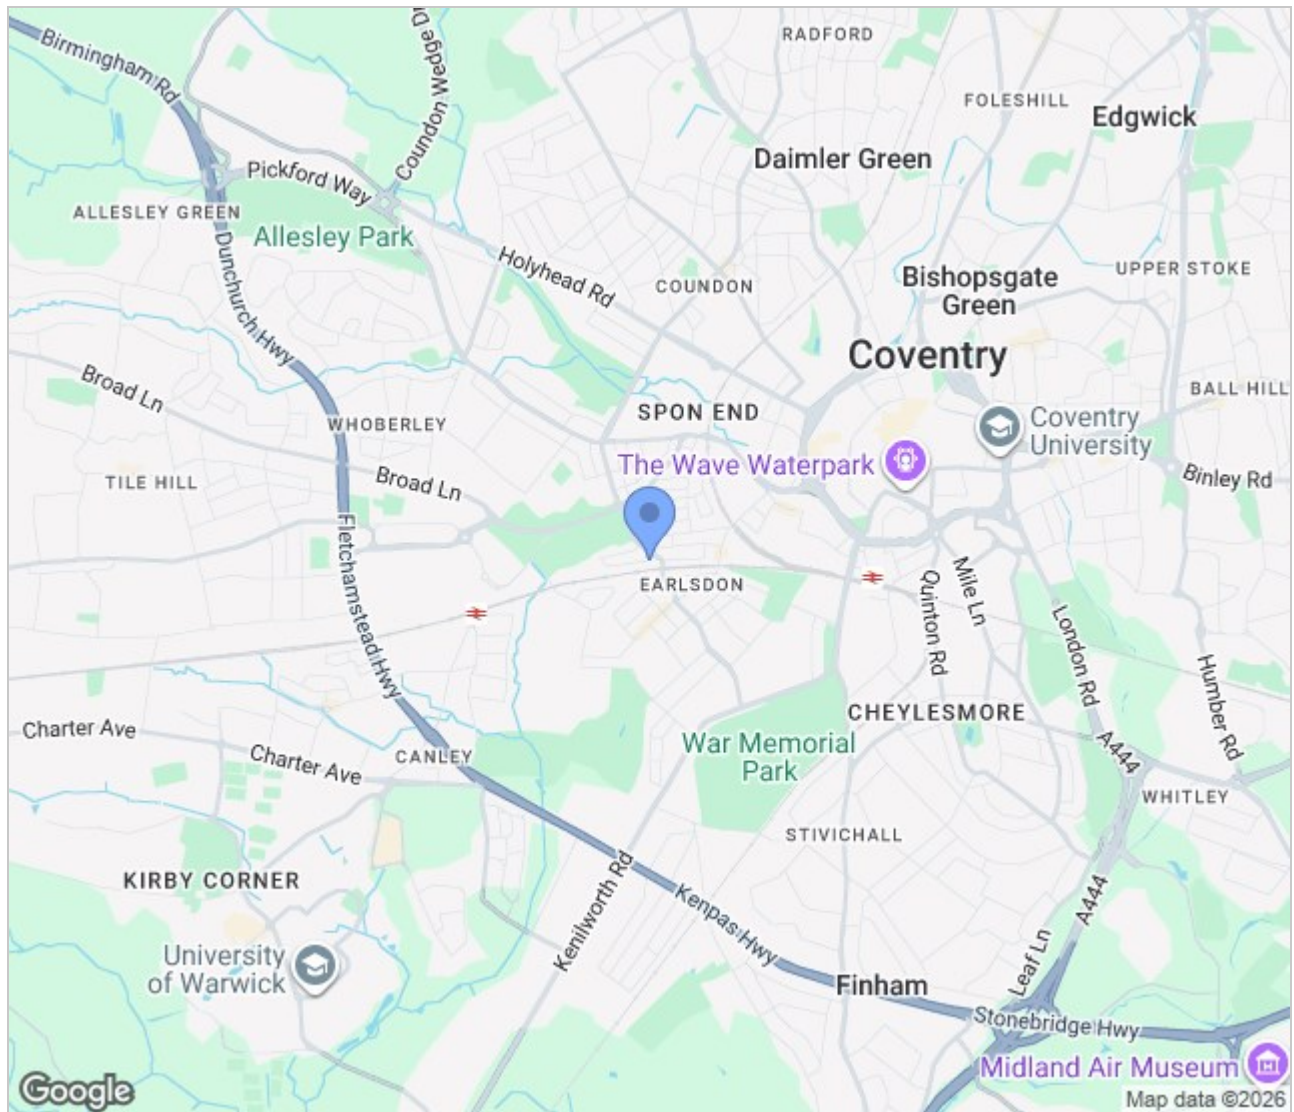 RADFORD
Birmingham Rd
Coundon Wedge Dr
FOLESHILL
Edgwick
Daimler Green
Pickford Way
ALLESLEY GREEN
Allesley Park
Dunchurch Hwy
Holyhead Rd
COUNDON
Bishopsgate
Green
UPPER STOKE
Coventry
Broad Ln
BALL HILL
WHOBERLEY
SPON END
Coventry
University
The Wave Waterpark
TILE HILL
Broad Ln
Binley Rd
Fletchamstead Hwy
EARLSDON
Mile Ln
Quinton Rd
London Rd
Humber Rd
CHEYLESMORE
Charter Ave
War Memorial
Park
A444
Charter Ave
CANLEY
WHITLEY
STIVICHALL
KIRBY CORNER
Kenilworth Rd
Kenpas Hwy
A444
University
of Warwick
Leaf Ln
Finham
Stonebridge Hwy
Midland Air Museum
Google
Map data ©2026